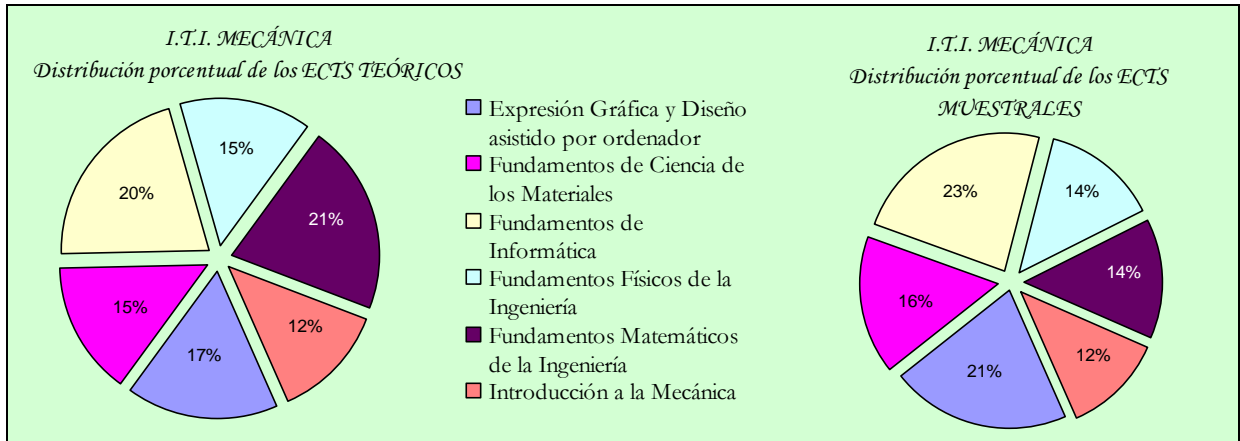 I.T.I. MECÁNICA
Distribución porcentual de los ECTS TEÓRICOS
15%
20%
21%
15%
12%
17%
Expresión Gráfica y Diseño
asistido por ordenador
Fundamentos de Ciencia de
los Materiales
Fundamentos de
Informática
Fundamentos Físicos de la
Ingeniería
Fundamentos Matemáticos
de la Ingeniería
Introducción a la Mecánica
I.T.I. MECÁNICA
Distribución porcentual de los ECTS
MUESTRALES
23%
14%
14%
16%
12%
21%